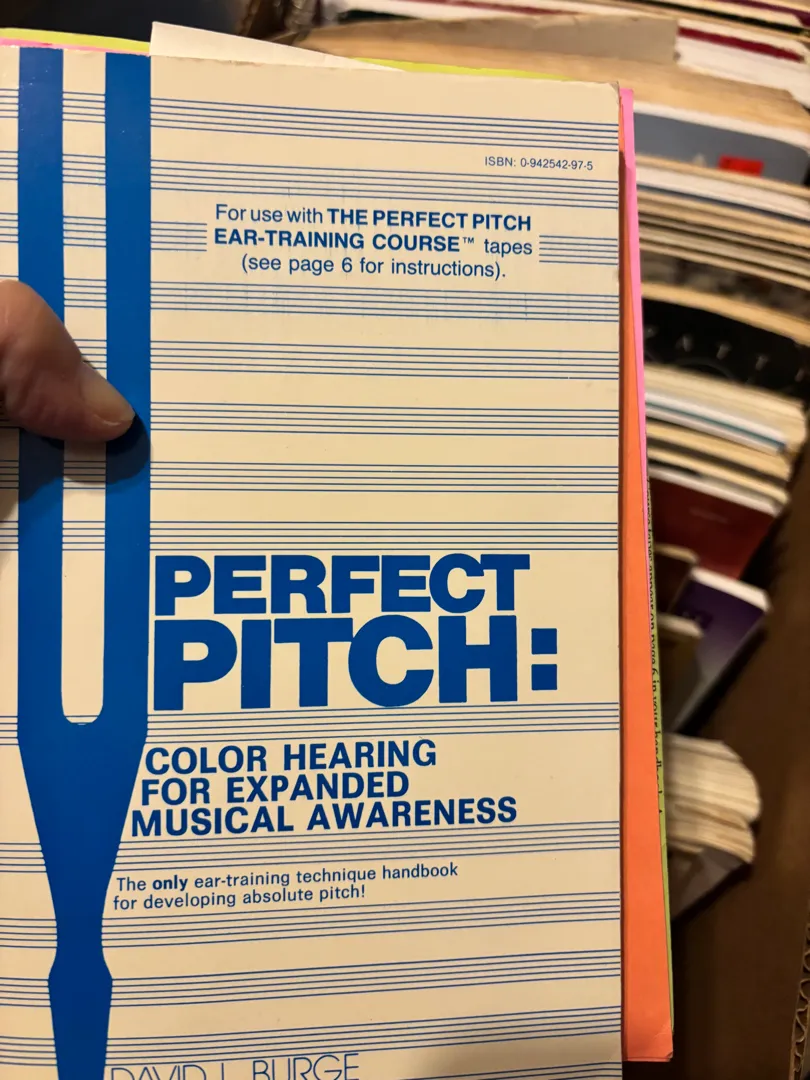 ISBN: 0-942542-97-5
For use with THE PERFECT PITCH
EAR-TRAINING COURSE™ tapes
(see page 6 for instructions).
PERFECT
PITCH:
COLOR HEARING
FOR EXPANDED
MUSICAL AWARENESS
The only ear-training technique handbook
for developing absolute pitch!
DAVID L. BURGE